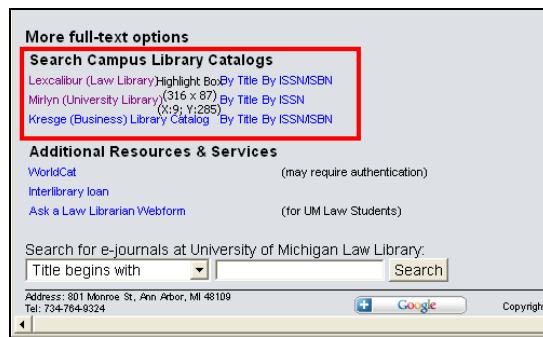 More full-text options
Search Campus Library Catalogs
Lexcalibur (Law Library) Highlight Box By Title By ISSN/ISBN
Mirlyn (University Library) (316 x 87) By Title By ISSN
(X:9; Y:285)
Kresge (Business) Library Catalog By Title By ISSN/ISBN
Additional Resources & Services
WorldCat (may require authentication)
Interlibrary loan
Ask a Law Librarian Webform (for UM Law Students)
Search for e-journals at University of Michigan Law Library:
Title begins with Search
Address: 801 Monroe St, Ann Arbor, MI 48109
Tel: 734-764-9324
Google
Copyrigh